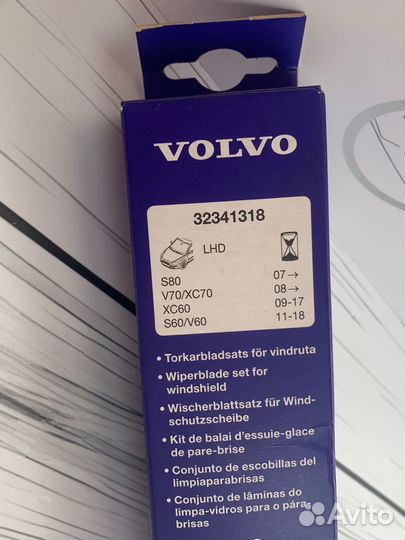 VOLVO
32341318
LHD
S80 07→
V70/XC70 08→
XC60 09-17
S60/V60 11-18
• Torkarbladsats för vindruta
• Wiperblade set for
windshield
• Wischerblattsatz für Wind-
schutzscheibe
• Kit de balai d'essuie-glace
de pare-brise
• Conjunto de escobillas del
limpiaparabrisas
• Conjunto de lâminas do
limpa-vidros para o pára-
brisas
Avito